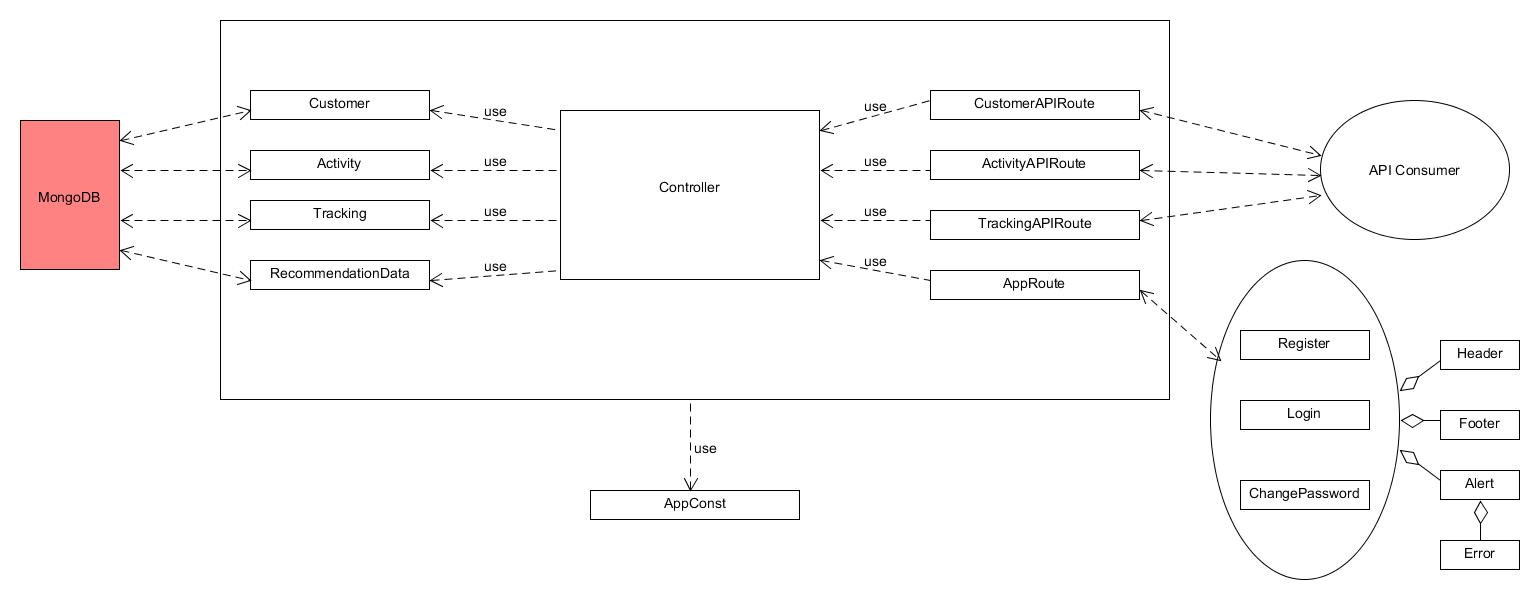 MongoDB
Customer
Activity
Tracking
RecommendationData
use
use
use
use
Controller
use
use
use
use
CustomerAPIRoute
ActivityAPIRoute
TrackingAPIRoute
AppRoute
API Consumer
use
AppConst
Register
Login
ChangePassword
Header
Footer
Alert
Error